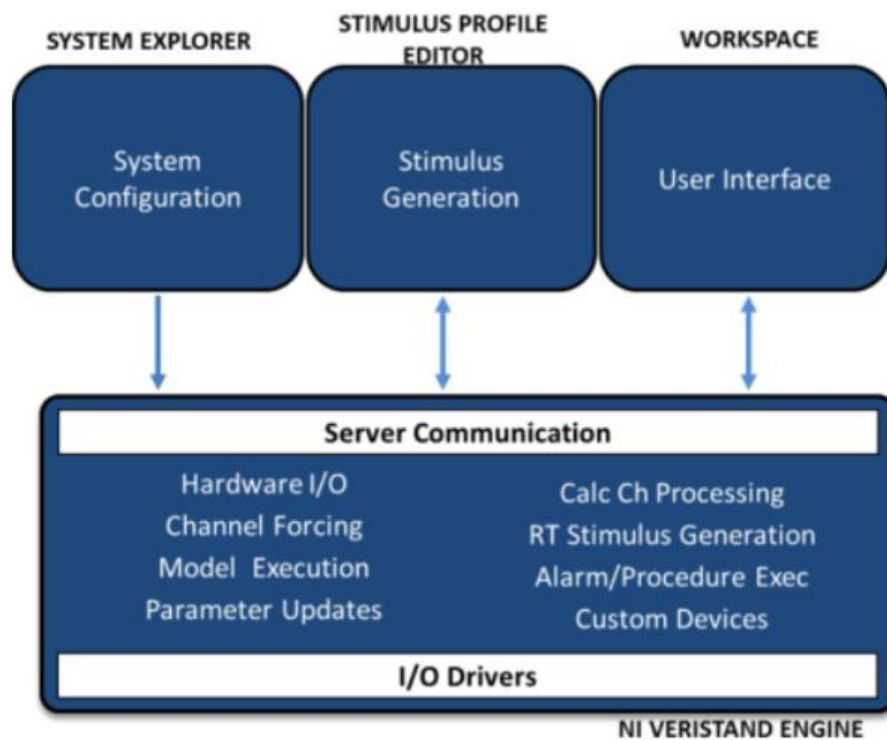 SYSTEM EXPLORER
STIMULUS PROFILE
EDITOR
WORKSPACE
System
Configuration
Stimulus
Generation
User Interface
Server Communication
Hardware I/O
Channel Forcing
Model Execution
Parameter Updates
Calc Ch Processing
RT Stimulus Generation
Alarm/Procedure Exec
Custom Devices
I/O Drivers
NI VERISTAND ENGINE